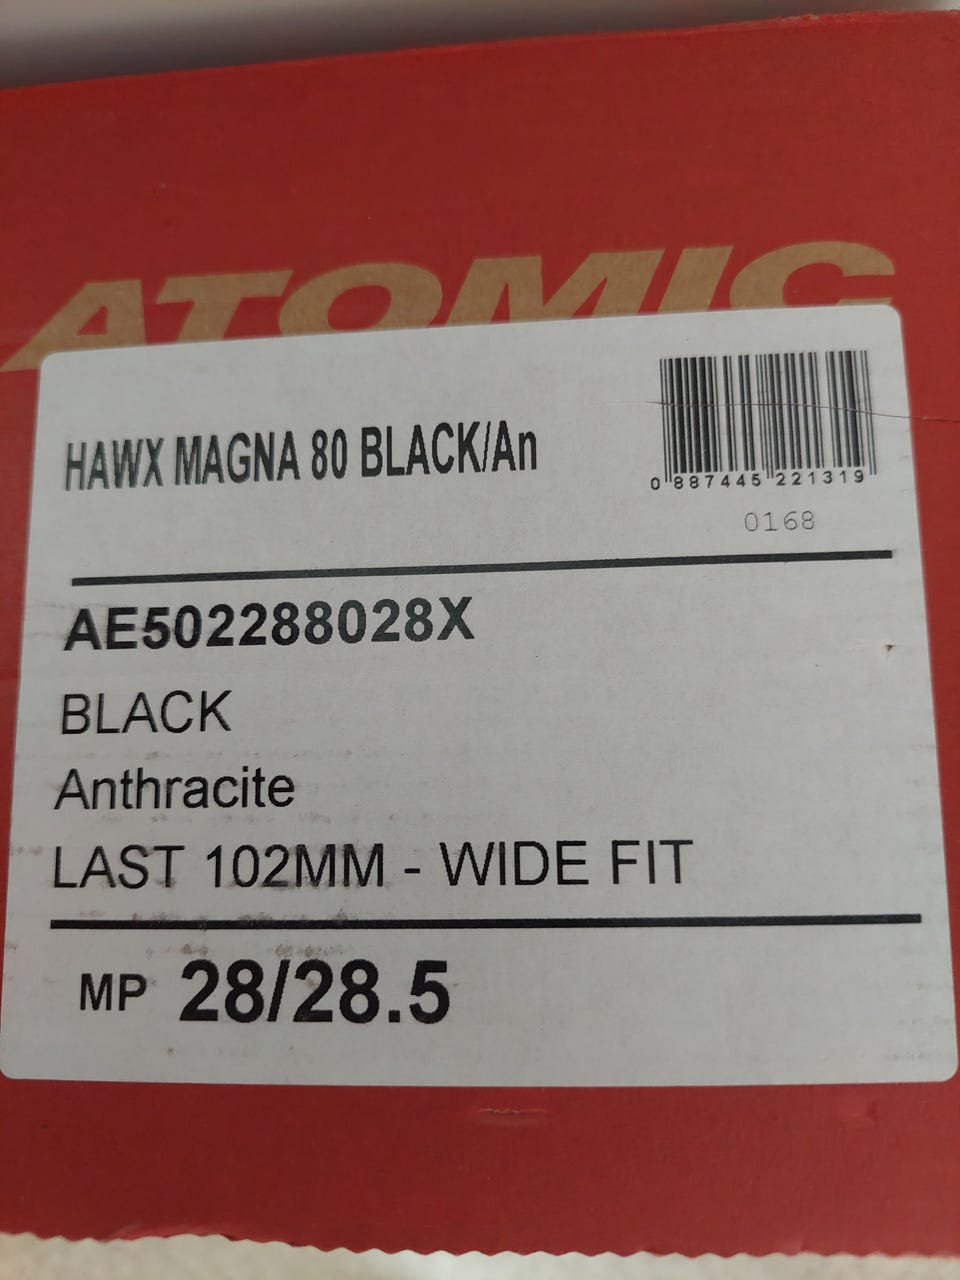 ATOMIC
HAWX MAGNA 80 BLACK/An
0 887445 221319
0168
AE502288028X
BLACK
Anthracite
LAST 102MM - WIDE FIT
MP 28/28.5